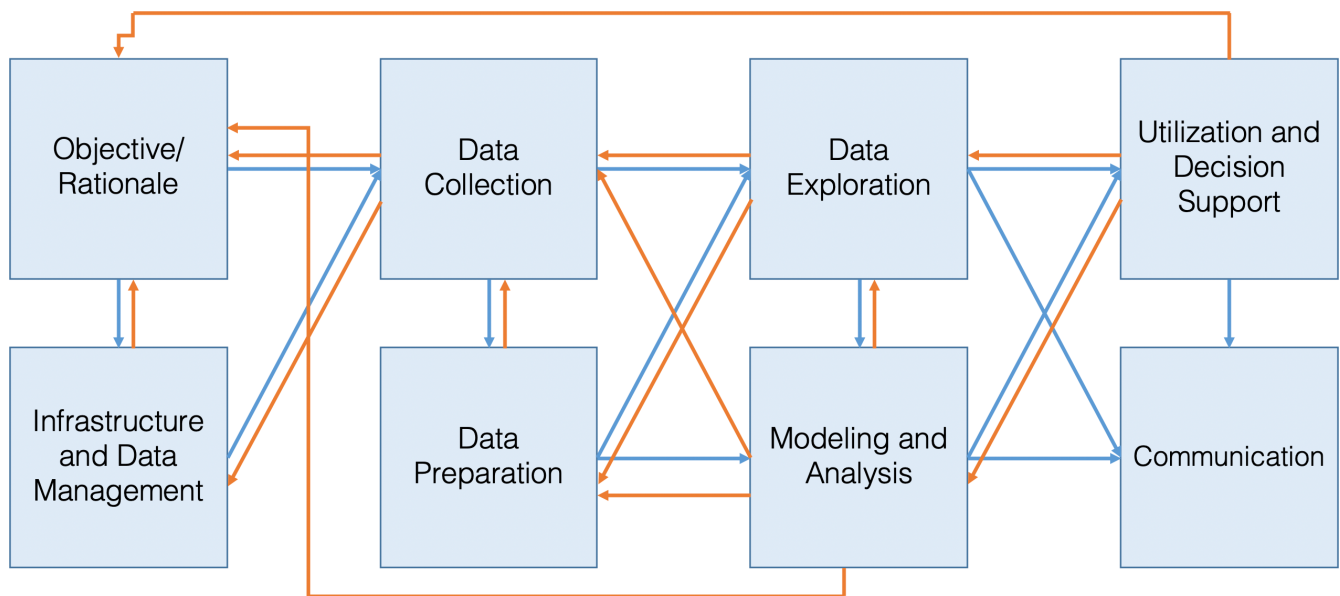 Objective/
Rationale
Data
Collection
Data
Exploration
Utilization and
Decision
Support
Infrastructure
and Data
Management
Data
Preparation
Modeling and
Analysis
Communication